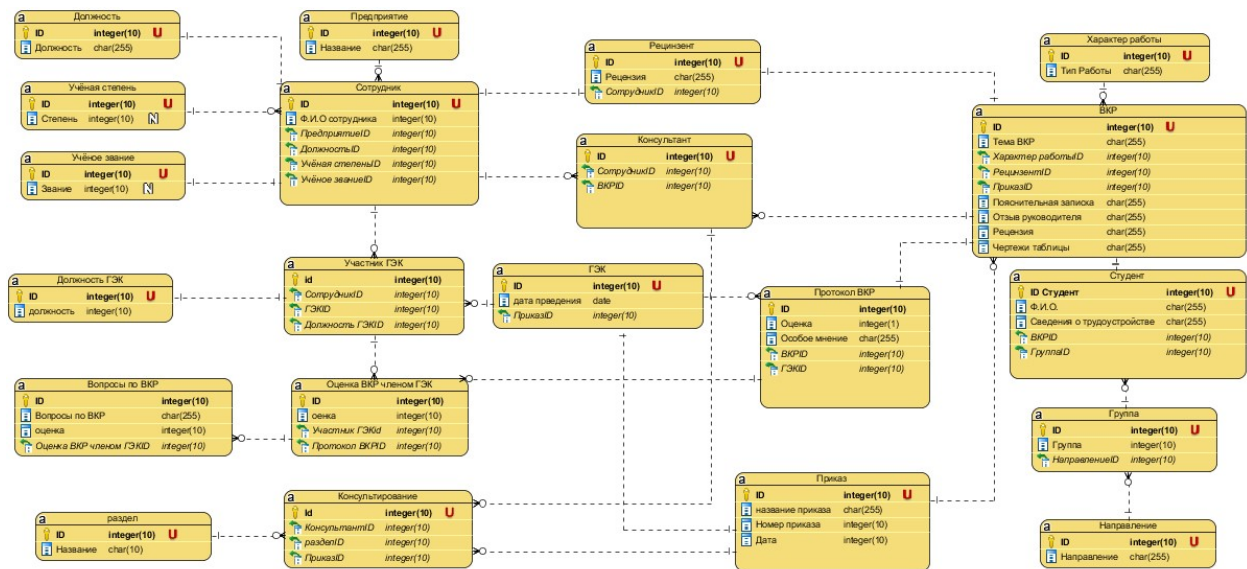 Должность
ID integer(10) U
Должность char(255)
Предприятие
ID integer(10) U
Название char(255)
Рецинзент
ID integer(10) U
Рецензия char(255)
СотрудникID integer(10)
Характер работы
ID integer(10) U
Тип Работы char(255)
Учёная степень
ID integer(10) U
Степень integer(10) N
Сотрудник
ID integer(10) U
Ф.И.О сотрудника integer(10)
ПредприятиеID integer(10)
ДолжностьID integer(10)
Учёная степеньID integer(10)
Учёное званиеID integer(10)
ВКР
ID integer(10) U
Тема ВКР char(255)
Характер работыID integer(10)
РецинзентID integer(10)
ПриказID integer(10)
Пояснительная записка char(255)
Отзыв руководителя char(255)
Рецензия char(255)
Чертежи таблицы char(255)
Учёное звание
ID integer(10) U
Звание integer(10) N
Консультант
ID integer(10) U
СотрудникID integer(10)
ВКРID integer(10)
Должность ГЭК
ID integer(10) U
должность integer(10)
Участник ГЭК
id integer(10)
СотрудникID integer(10)
ГЭКID integer(10)
Должность ГЭКID integer(10)
ГЭК
ID integer(10) U
дата прведения date
ПриказID integer(10)
Протокол ВКР
ID integer(10)
Оценка integer(1)
Особое мнение char(255)
ВКРID integer(10)
ГЭКID integer(10)
Студент
ID Студент integer(10) U
Ф.И.О. char(255)
Сведения о трудоустройстве char(255)
ВКРID integer(10)
ГруппаID integer(10)
Вопросы по ВКР
ID integer(10)
Вопросы по ВКР char(255)
оценка integer(10)
Оценка ВКР членом ГЭКID integer(10)
Оценка ВКР членом ГЭК
ID integer(10)
оенка integer(10)
Участник ГЭКid integer(10)
Протокол ВКРID integer(10)
Группа
ID integer(10) U
Группа integer(10)
НаправлениеID integer(10)
раздел
ID integer(10) U
Название char(10)
Консультирование
Id integer(10) U
КонсультантID integer(10)
разделID integer(10)
ПриказID integer(10)
Приказ
ID integer(10) U
название приказа char(255)
Номер приказа integer(10)
Дата integer(10)
Направление
ID integer(10) U
Направление char(255)